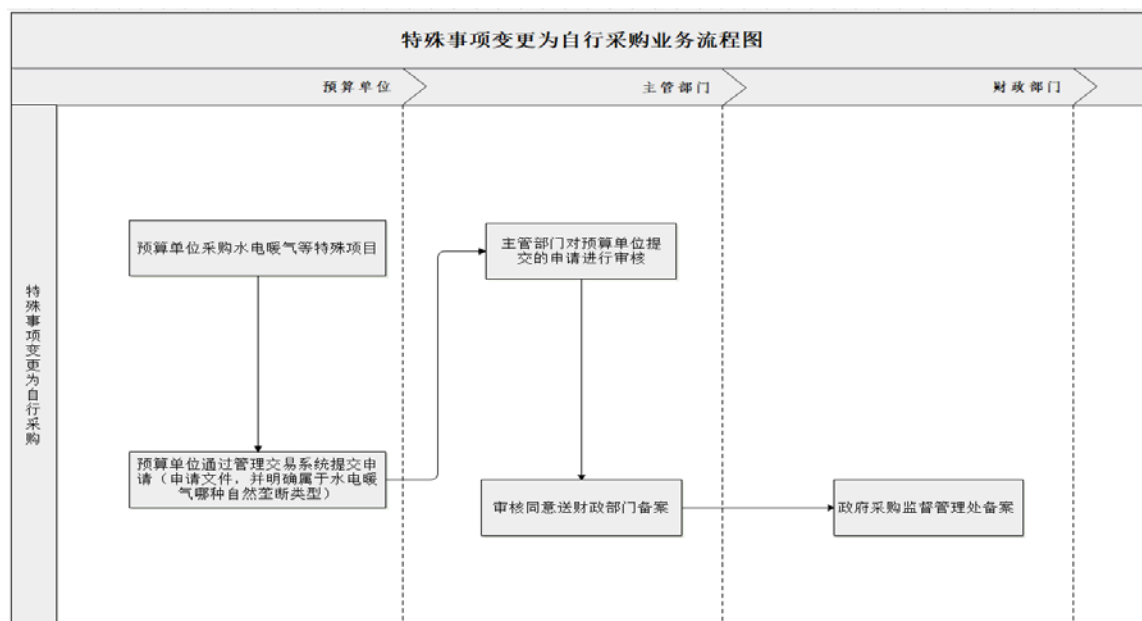 特殊事项变更为自行采购业务流程图
预算单位
主管部门
财政部门
特殊事项变更为自行采购
预算单位采购水电暖气等特殊项目
预算单位通过管理交易系统提交申
请（申请文件，并明确属于水电暖
气哪种自然垄断类型）
主管部门对预算单位提
交的申请进行审核
审核同意送财政部门备案
政府采购监督管理处备案